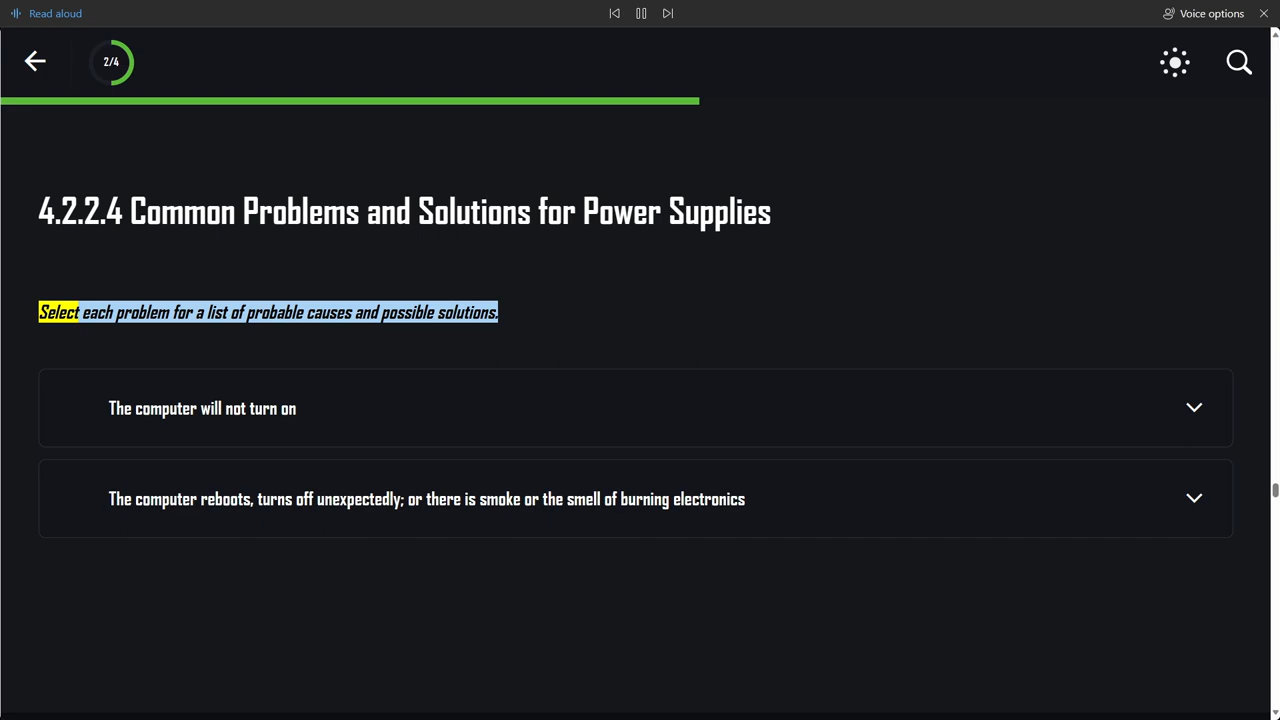 Read aloud
Voice options
2/4
4.2.2.4 Common Problems and Solutions for Power Supplies
Select each problem for a list of probable causes and possible solutions.
The computer will not turn on
The computer reboots, turns off unexpectedly; or there is smoke or the smell of burning electronics